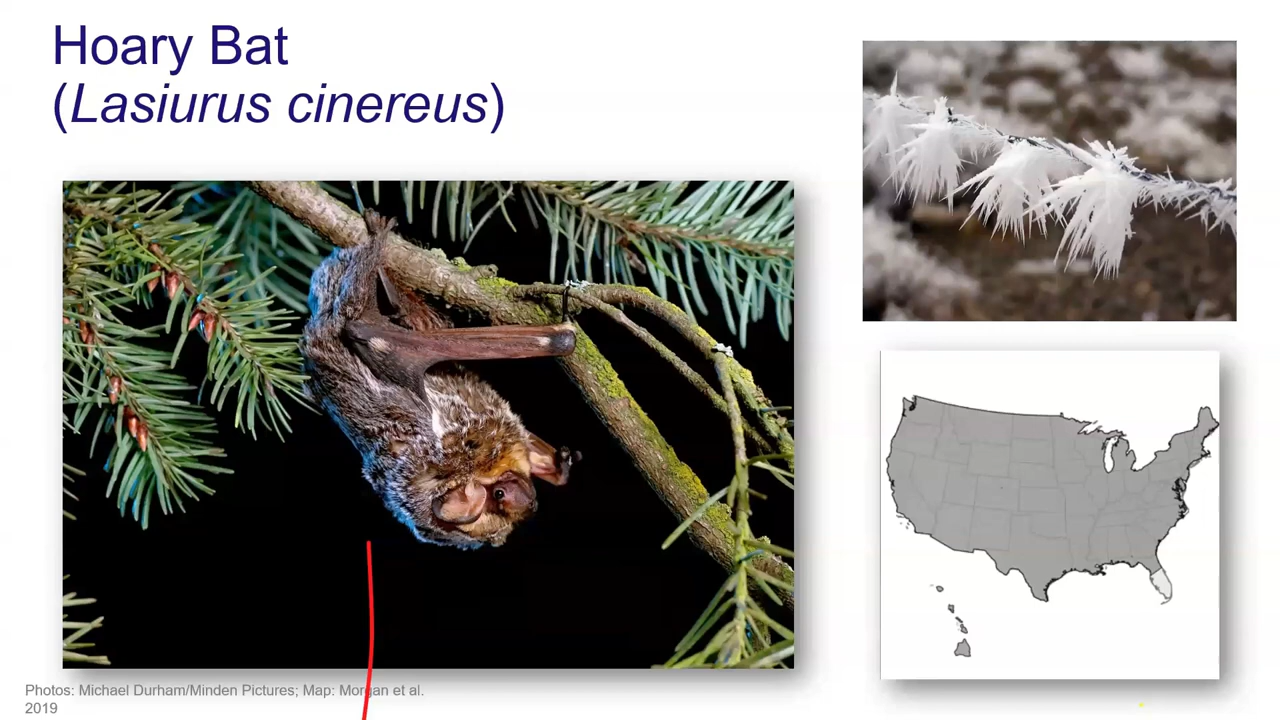 Hoary Bat
(Lasiurus cinereus)
Photos: Michael Durham/Minden Pictures; Map: Morgan et al.
2019